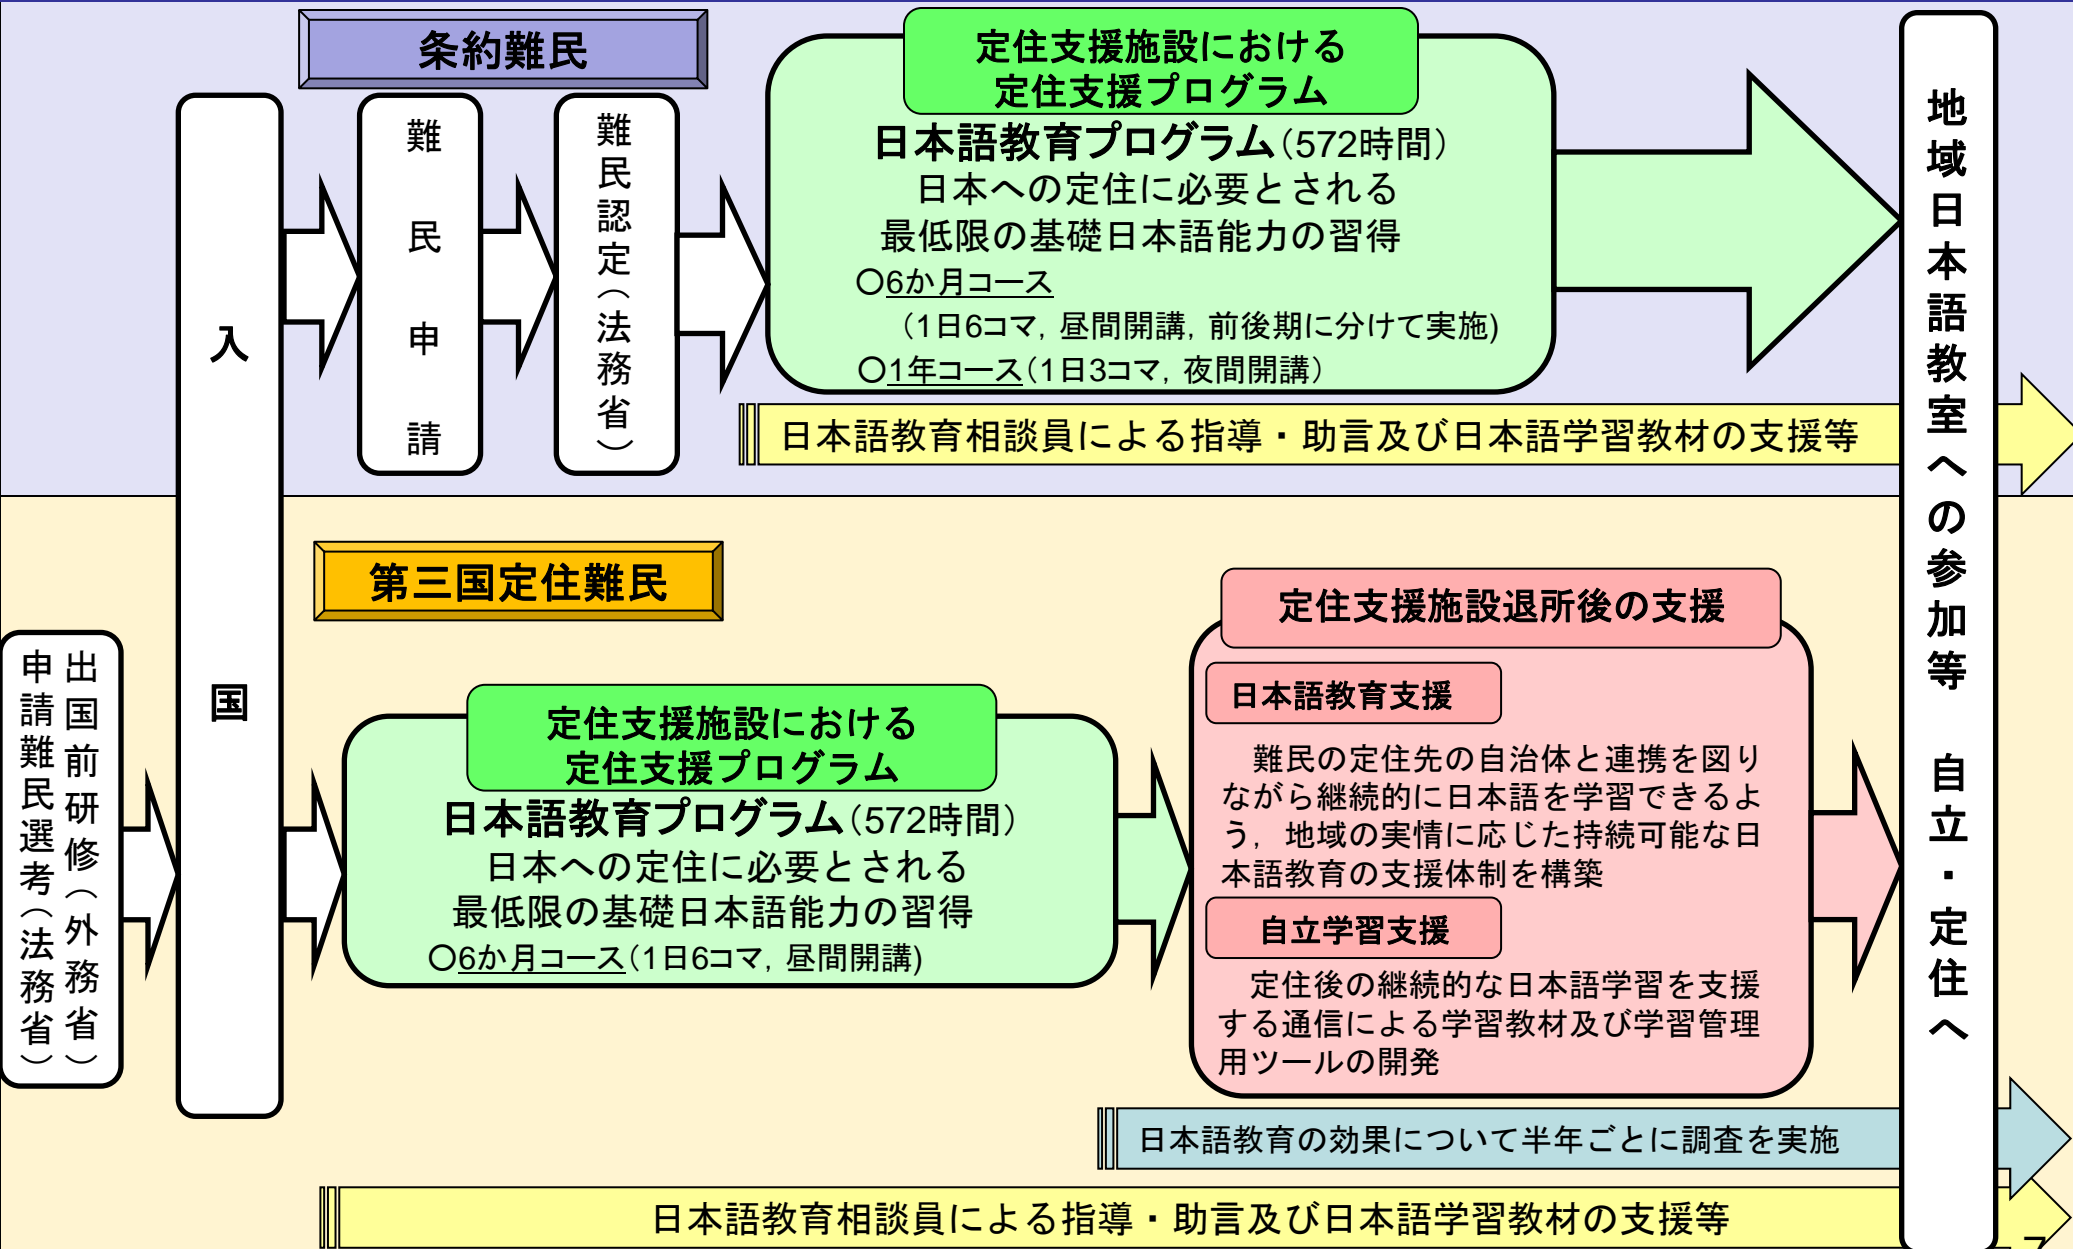 条約難民
入国
難民申請
難民認定（法務省）
定住支援施設における
定住支援プログラム
日本語教育プログラム（572時間）
日本への定住に必要とされる
最低限の基礎日本語能力の習得
○6か月コース
（1日6コマ，昼間開講，前後期に分けて実施)
○1年コース（1日3コマ，夜間開講）
日本語教育相談員による指導・助言及び日本語学習教材の支援等
地域日本語教室への参加等　自立・定住へ
第三国定住難民
出国前研修（外務省）
申請難民選考（法務省）
定住支援施設における
定住支援プログラム
日本語教育プログラム（572時間）
日本への定住に必要とされる
最低限の基礎日本語能力の習得
○6か月コース（1日6コマ，昼間開講)
定住支援施設退所後の支援
日本語教育支援
難民の定住先の自治体と連携を図り
ながら継続的に日本語を学習できるよ
う，地域の実情に応じた持続可能な日
本語教育の支援体制を構築
自立学習支援
定住後の継続的な日本語学習を支援
する通信による学習教材及び学習管理
用ツールの開発
日本語教育の効果について半年ごとに調査を実施
日本語教育相談員による指導・助言及び日本語学習教材の支援等